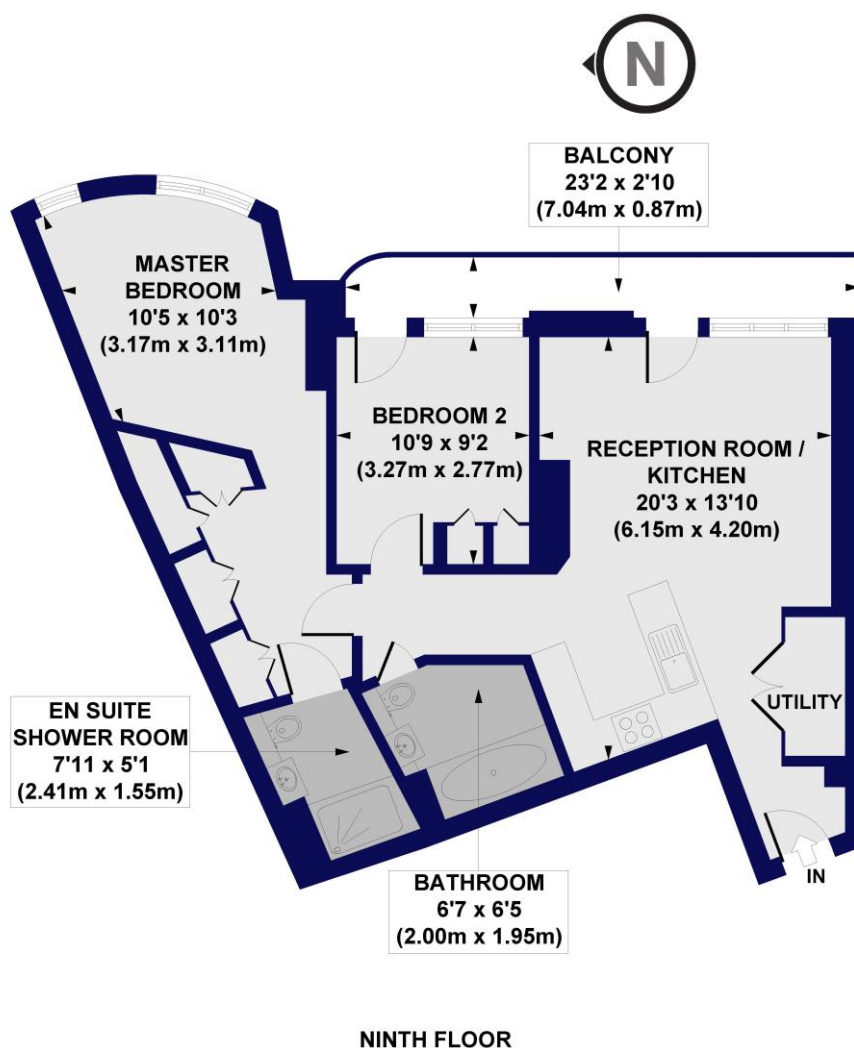 N
BALCONY
23'2 x 2'10
(7.04m x 0.87m)
MASTER
BEDROOM
10'5 x 10'3
(3.17m x 3.11m)
BEDROOM 2
10'9 x 9'2
(3.27m x 2.77m)
RECEPTION ROOM /
KITCHEN
20'3 x 13'10
(6.15m x 4.20m)
EN SUITE
SHOWER ROOM
7'11 x 5'1
(2.41m x 1.55m)
UTILITY
BATHROOM
6'7 x 6'5
(2.00m x 1.95m)
IN
NINTH FLOOR